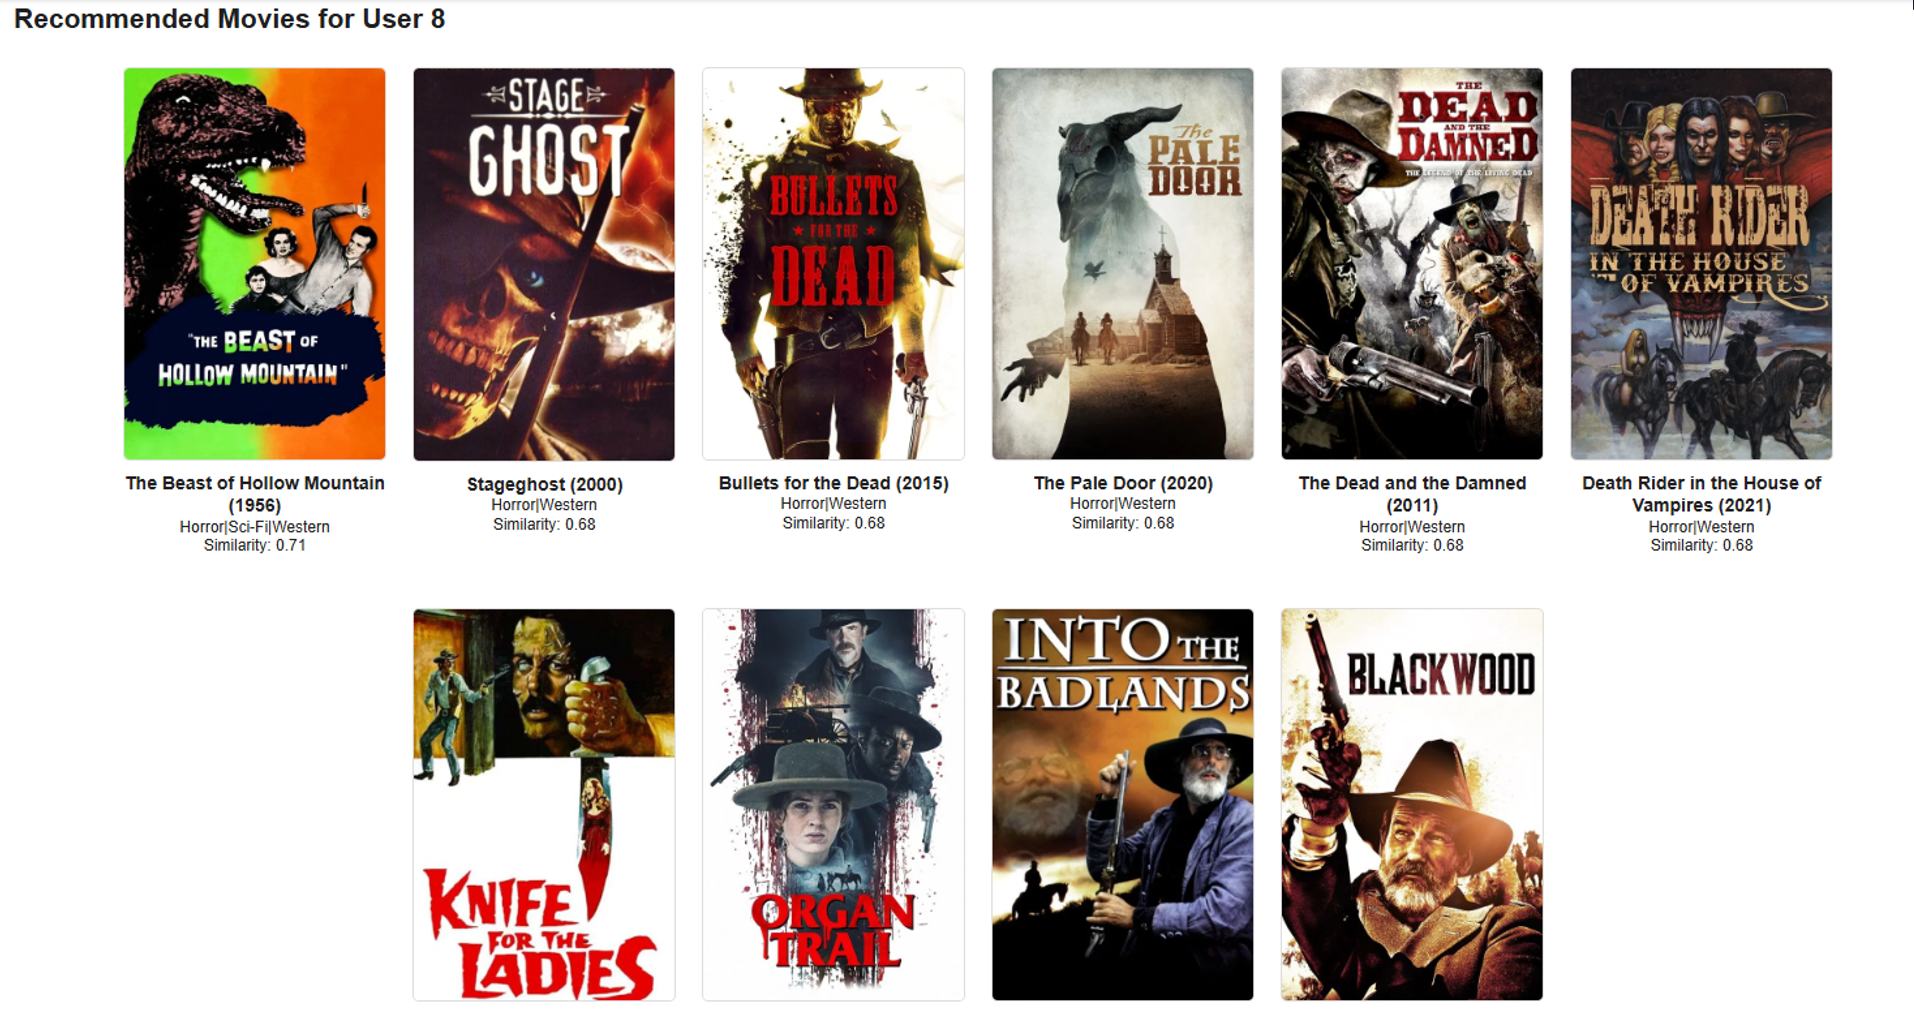 Recommended Movies for User 8
"THE BEAST OF
HOLLOW MOUNTAIN"
STAGE
GHOST
BULLETS
FOR THE
DEAD
The
PALE
DOOR
THE
DEAD
AND THE
DAMNED
THE LEGEND OF THE LIVING DEAD
DEATH RIDER
IN THE HOUSE
OF VAMPIRES
The Beast of Hollow Mountain
(1956)
Horror|Sci-Fi|Western
Similarity: 0.71
Stageghost (2000)
Horror|Western
Similarity: 0.68
Bullets for the Dead (2015)
Horror|Western
Similarity: 0.68
The Pale Door (2020)
Horror|Western
Similarity: 0.68
The Dead and the Damned
(2011)
Horror|Western
Similarity: 0.68
Death Rider in the House of
Vampires (2021)
Horror|Western
Similarity: 0.68
KNIFE
FOR THE
LADIES
ORGAN
TRAIL
INTO THE
BADLANDS
BLACKWOOD